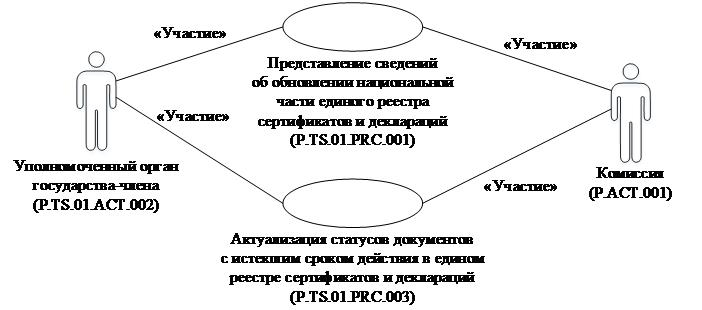 «Участие»
«Участие»
Представление сведений
об обновлении национальной
части единого реестра
сертификатов и деклараций
(P.TS.01.PRC.001)
«Участие»
Уполномоченный орган
государства-члена
(P.TS.01.ACT.002)
Комиссия
(P.ACT.001)
«Участие»
Актуализация статусов документов
с истекшим сроком действия в едином
реестре сертификатов и деклараций
(P.TS.01.PRC.003)